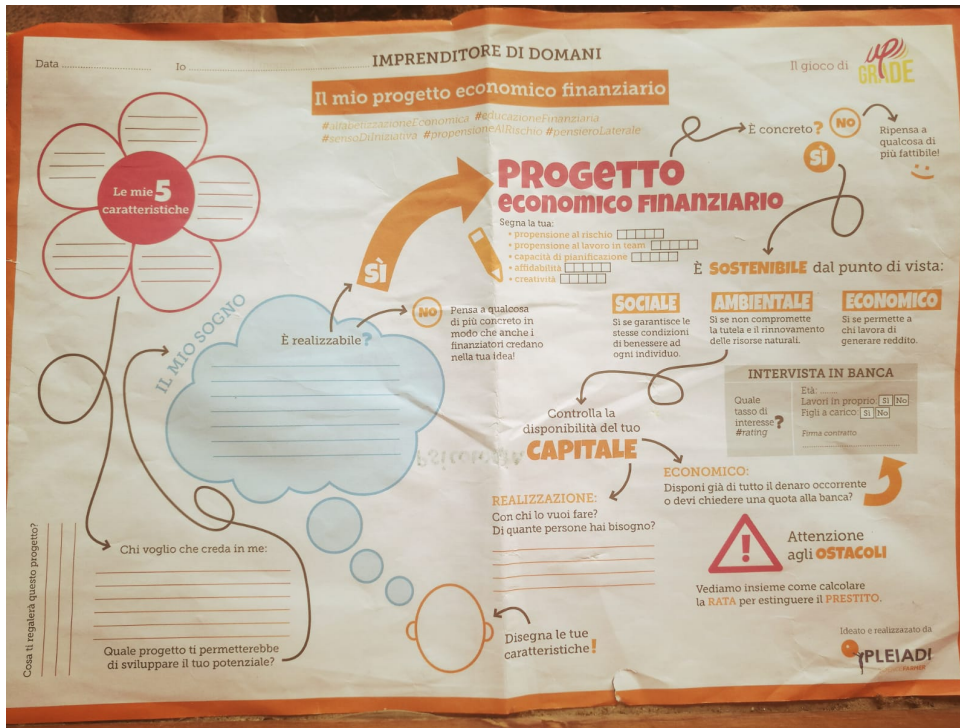 Data
Io
IMPRENDITORE DI DOMANI
Il gioco di
UP
GRADE
Il mio progetto economico finanziario
#alfabetizzazioneEconomica #educazioneFinanziaria
#sensoDiIniziativa #propensioneAlRischio #pensieroLaterale
Le mie 5
caratteristiche
È concreto?
NO
SÌ
Ripensa a
qualcosa di
più fattibile!
PROGETTO
ECONOMICO FINANZIARIO
Segna la tua:
• propensione al rischio
• propensione al lavoro in team
• capacità di pianificazione
• affidabilità
• creatività
SÌ
È SOSTENIBILE dal punto di vista:
SOCIALE
Sì se garantisce le
stesse condizioni
di benessere ad
ogni individuo.
AMBIENTALE
Sì se non compromette
la tutela e il rinnovamento
delle risorse naturali.
ECONOMICO
Sì se permette a
chi lavora di
generare reddito.
IL MIO SOGNO
È realizzabile?
NO
Pensa a qualcosa
di più concreto in
modo che anche i
finanziatori credano
nella tua idea!
INTERVISTA IN BANCA
Quale
tasso di
interesse?
#rating
Età:
Lavori in proprio: Sì No
Figli a carico Sì No
Firma contratto
Controlla la
disponibilità del tuo
CAPITALE
REALIZZAZIONE:
Con chi lo vuoi fare?
Di quante persone hai bisogno?
ECONOMICO:
Disponi già di tutto il denaro occorrente
o devi chiedere una quota alla banca?
!
Attenzione
agli OSTACOLI
Vediamo insieme come calcolare
la RATA per estinguere il PRESTITO.
Cosa ti regalerà questo progetto?
Chi voglio che creda in me:
Quale progetto ti permetterebbe
di sviluppare il tuo potenziale?
Disegna le tue
caratteristiche!
Ideato e realizzazato da
PLEIADI